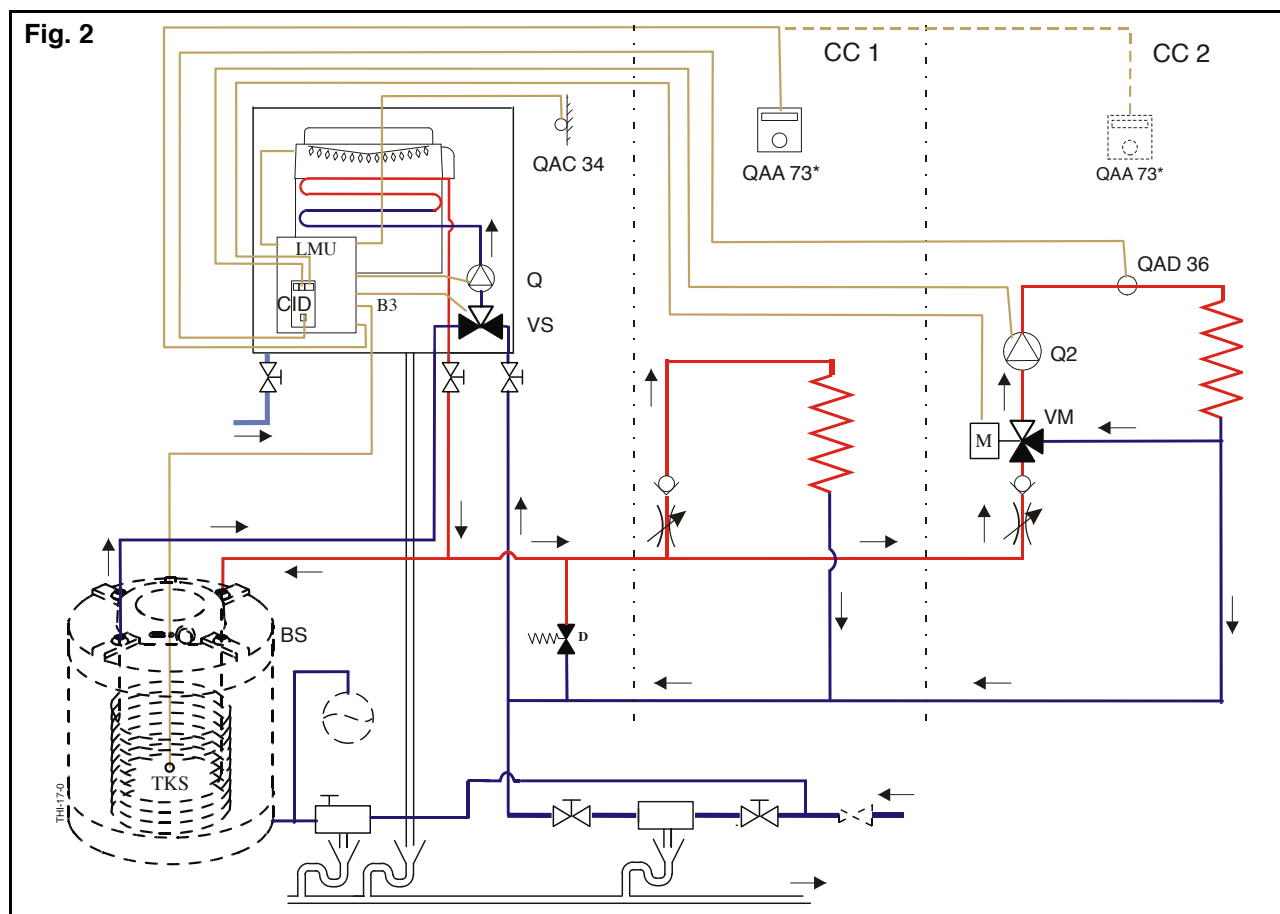 Fig. 2
CC 1
CC 2
QAC 34
QAA 73*
QAA 73*
LMU
QAD 36
Q
CID
B3
VS
Q2
VM
M
D
BS
TKS
THI-17-0